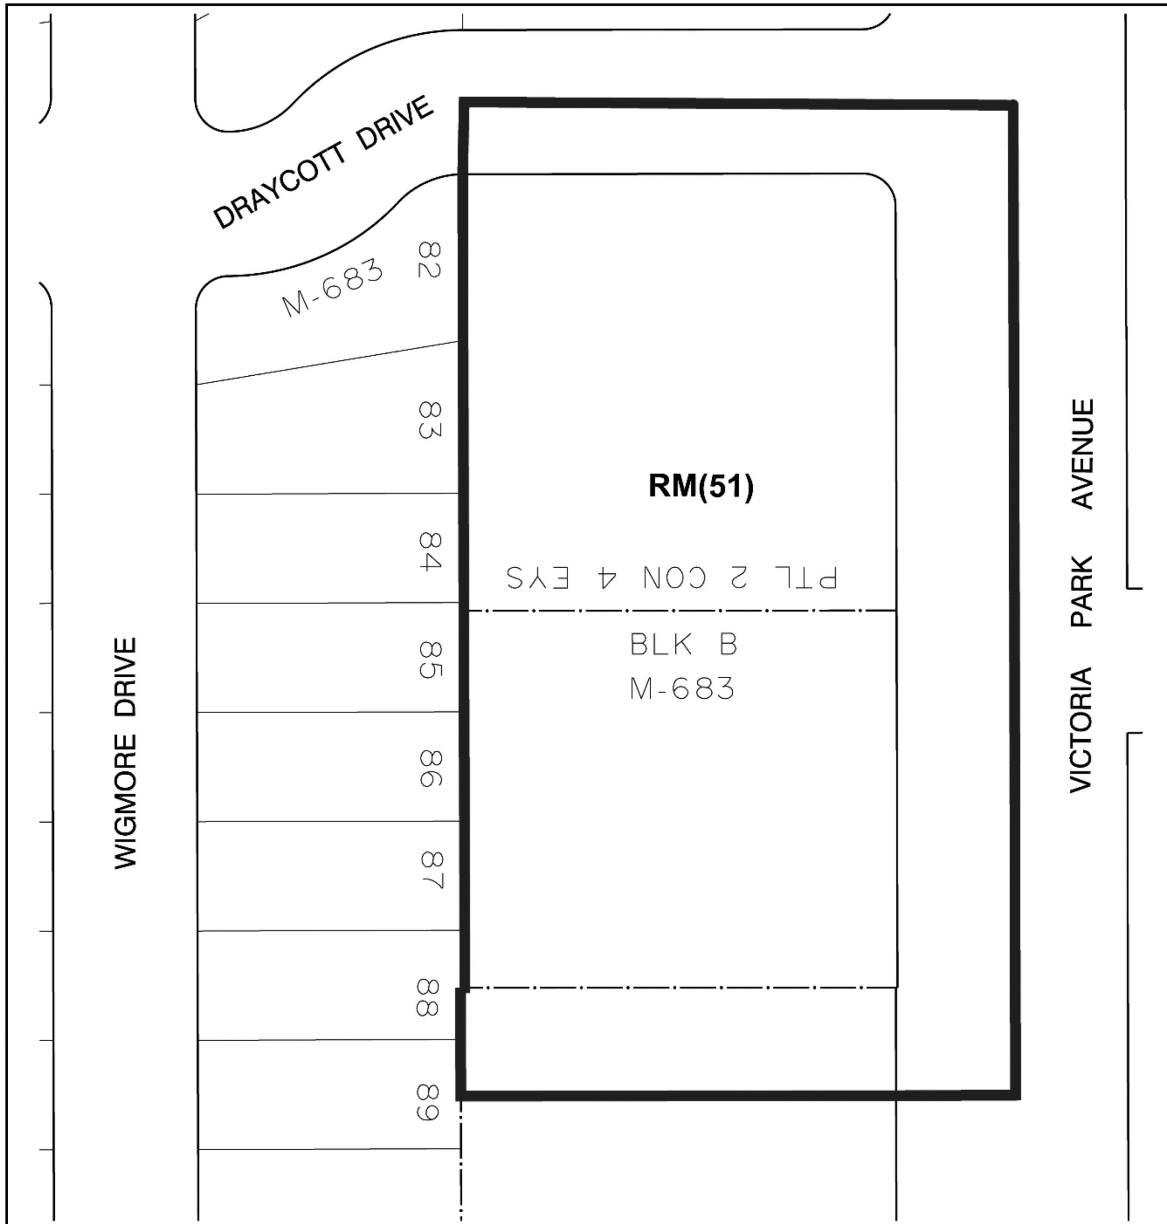 DRAYCOTT DRIVE
M-683
82
83
84
85
86
87
88
89
WIGMORE DRIVE
RM(51)
PTL 2 CON 4 EYS
BLK B
M-683
VICTORIA PARK AVENUE